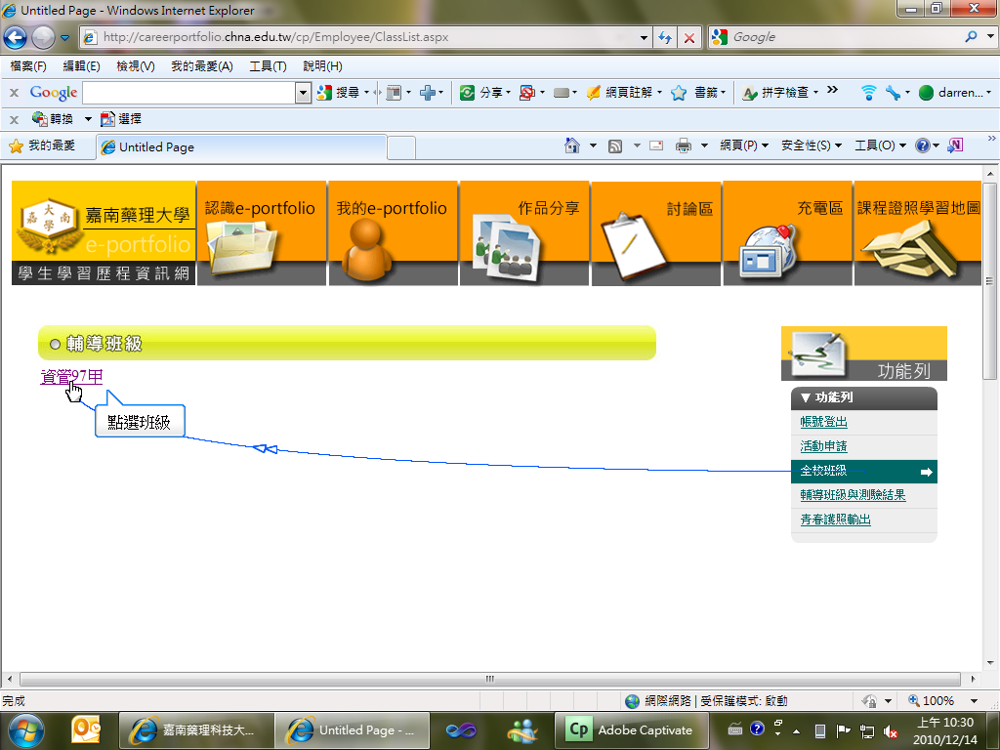 Untitled Page - Windows Internet Explorer
http://careerportfolio.chna.edu.tw/cp/Employee/ClassList.aspx
Google
檔案(F) 編輯(E) 檢視(V) 我的最愛(A) 工具(T) 說明(H)
x Google 搜尋 分享 網頁註解 書籤 拼字檢查 » darren...
x 轉換 選擇
我的最愛 Untitled Page 網頁(P) 安全性(S) 工具(O) »
嘉南藥理大學
e-portfolio
學生學習歷程資訊網
認識e-portfolio 我的e-portfolio 作品分享 討論區 充電區 課程證照學習地圖
輔導班級
資管97甲
點選班級
功能列
▼ 功能列
帳號登出
活動申請
全校班級
輔導班級與測驗結果
青春護照輸出
完成 網際網路 | 受保護模式: 啟動 100%
嘉南藥理科技大... Untitled Page - ... Cp Adobe Captivate
上午 10:30
2010/12/14